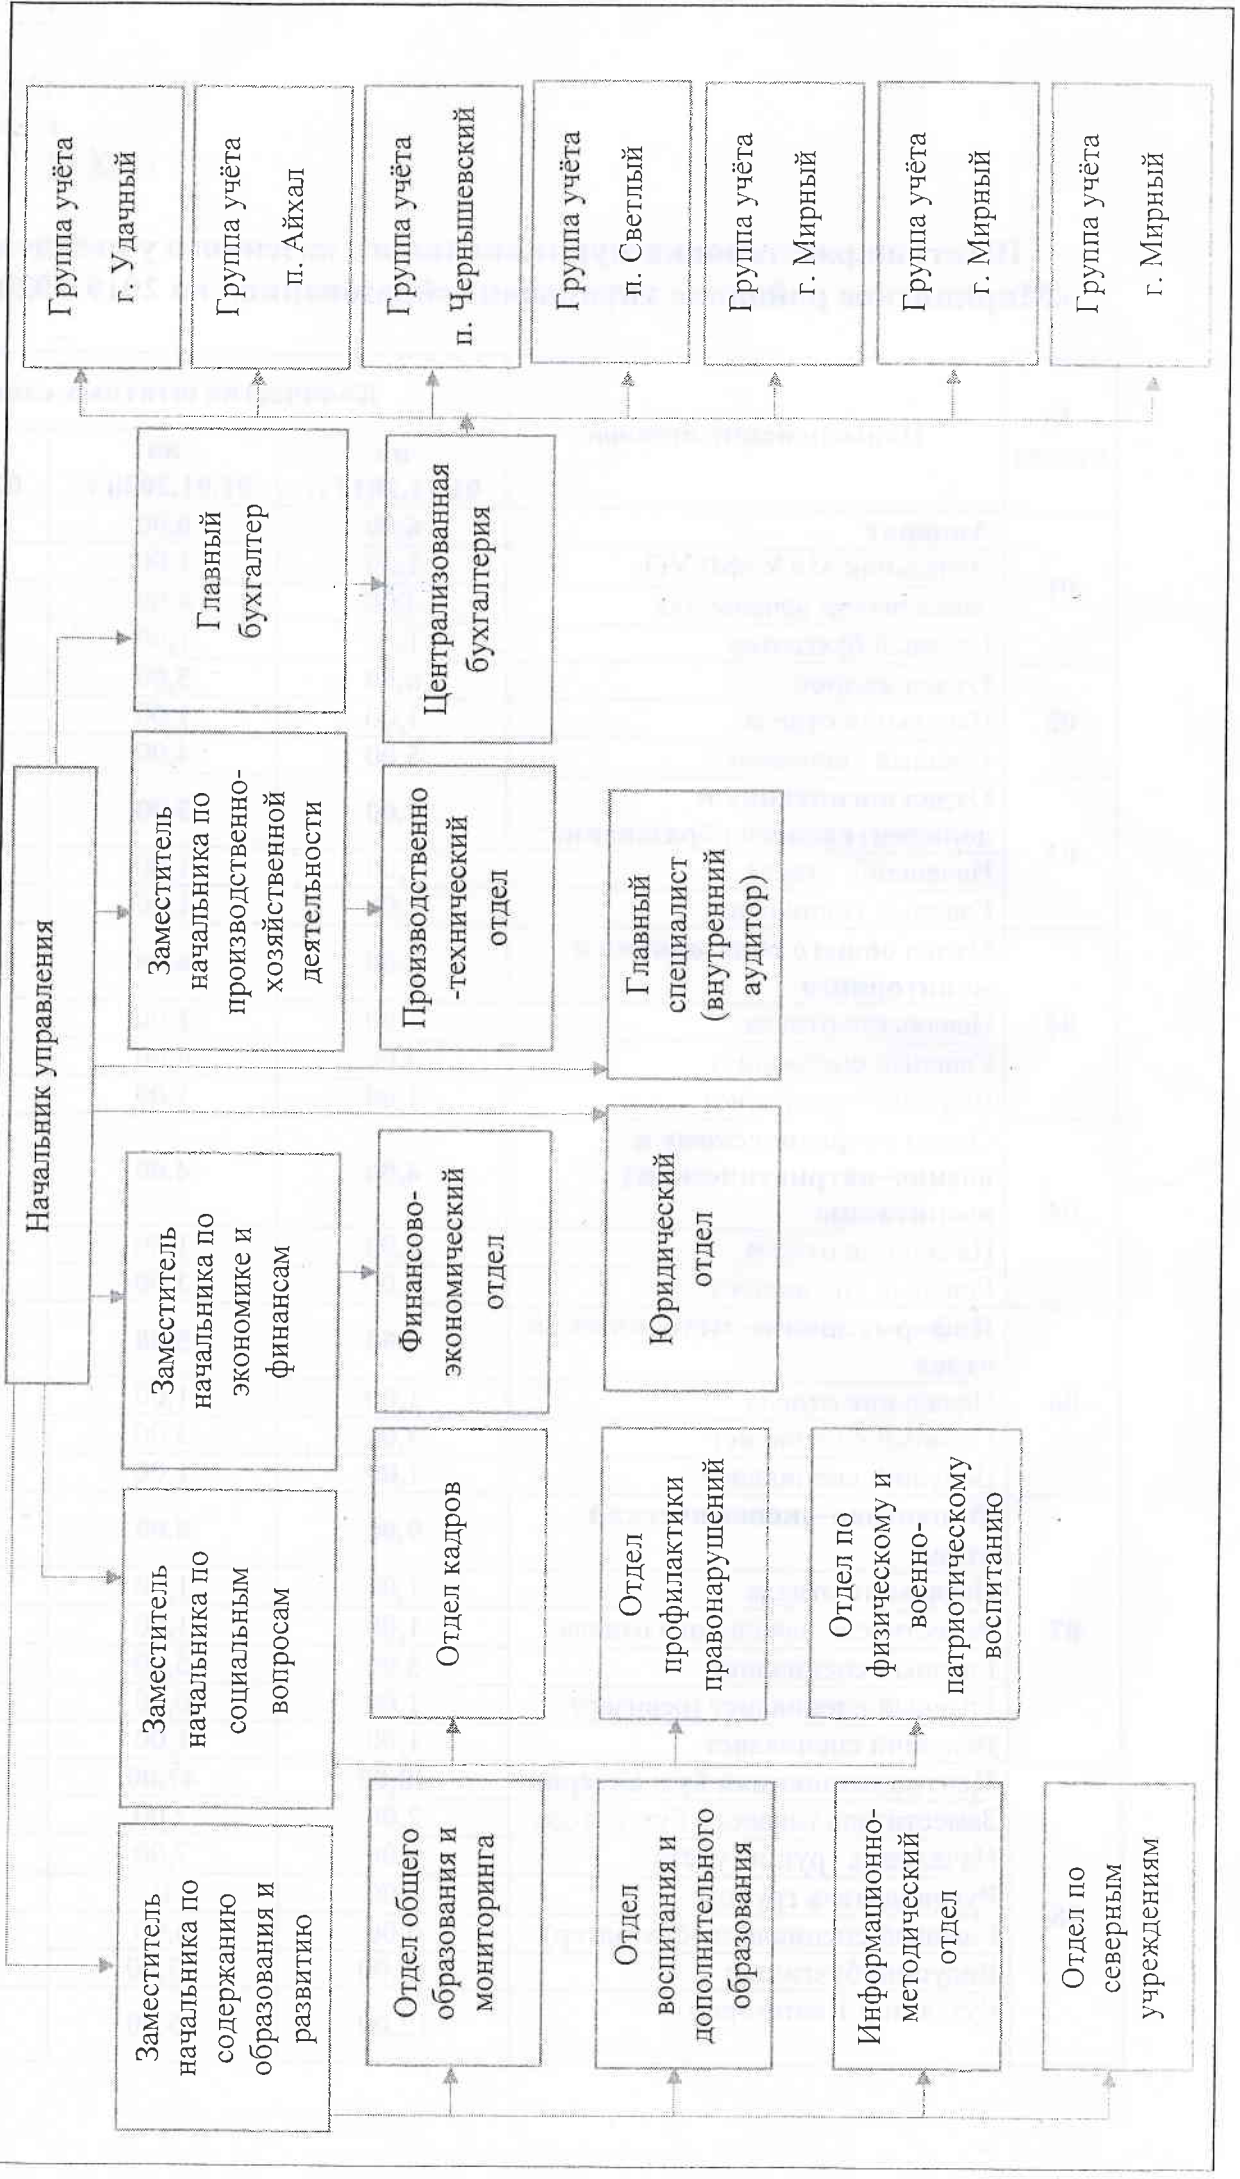 Начальник управления
Заместитель
начальника по
содержанию
образования и
развитию
Заместитель
начальника по
социальным
вопросам
Заместитель
начальника по
экономике и
финансам
Заместитель
начальника по
производственно-
хозяйственной
деятельности
Главный
бухгалтер
Отдел общего
образования и
мониторинга
Отдел
воспитания и
дополнительного
образования
Информационно-
методический
отдел
Отдел по
северным
учреждениям
Отдел кадров
Отдел
профилактики
правонарушений
Отдел по
физическому и
военно-
патриотическому
воспитанию
Финансово-
экономический
отдел
Юридический
отдел
Производственно
-технический
отдел
Главный
специалист
(внутренний
аудитор)
Централизованная
бухгалтерия
Группа учёта
г. Удачный
Группа учёта
п. Айхал
Группа учёта
п. Чернышевский
Группа учёта
п. Светлый
Группа учёта
г. Мирный
Группа учёта
г. Мирный
Группа учёта
г. Мирный